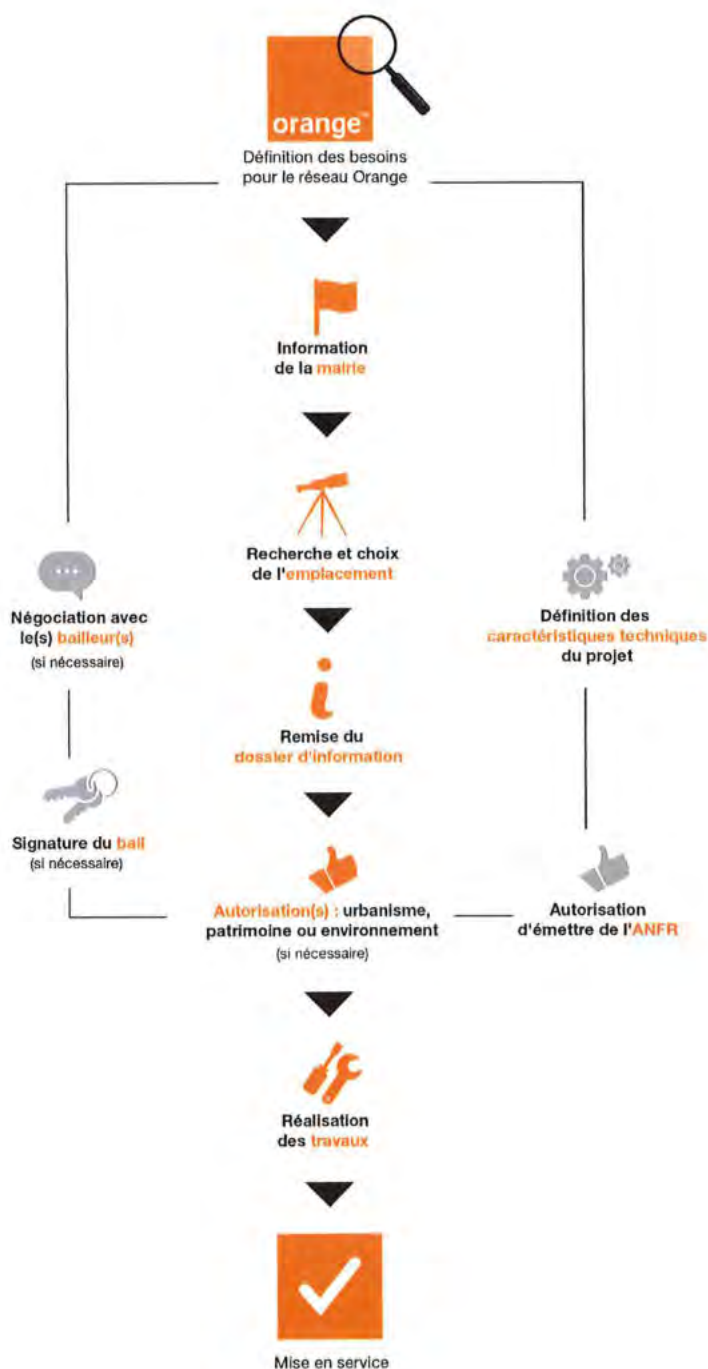 orange™
Définition des besoins
pour le réseau Orange
Information
de la mairie
Recherche et choix
de l'emplacement
Négociation avec
le(s) bailleur(s)
(si nécessaire)
Définition des
caractéristiques techniques
du projet
Remise du
dossier d'information
Signature du bail
(si nécessaire)
Autorisation(s) : urbanisme,
patrimoine ou environnement
(si nécessaire)
Autorisation
d'émettre de l'ANFR
Réalisation
des travaux
Mise en service